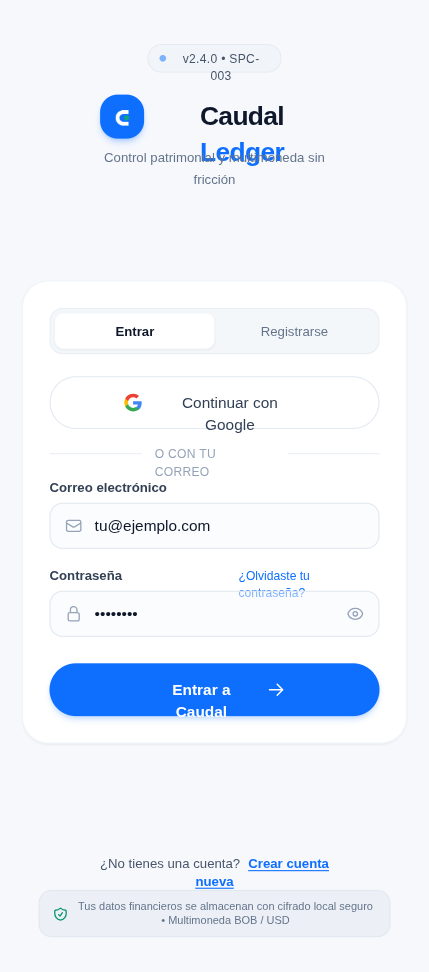 v2.4.0 • SPC-
003
Caudal
Ledger
Control patrimonial y multimoneda sin
fricción
Entrar
Registrarse
Continuar con
Google
O CON TU
CORREO
Correo electrónico
tu@ejemplo.com
Contraseña
¿Olvidaste tu
contraseña?
••••••••
Entrar a
Caudal
¿No tienes una cuenta? Crear cuenta
nueva
Tus datos financieros se almacenan con cifrado local seguro
• Multimoneda BOB / USD